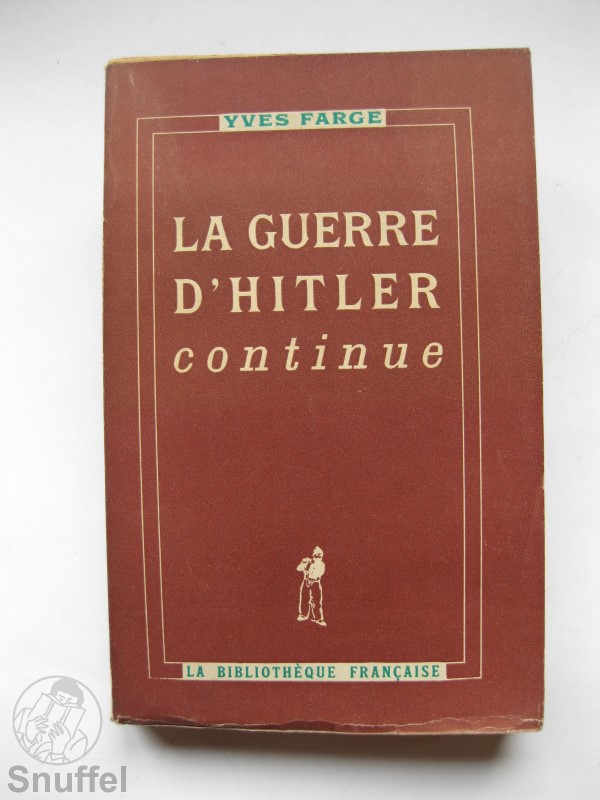 YVES FARGE
LA GUERRE
D'HITLER
continue
LA BIBLIOTHÈQUE FRANÇAISE
Snuffel